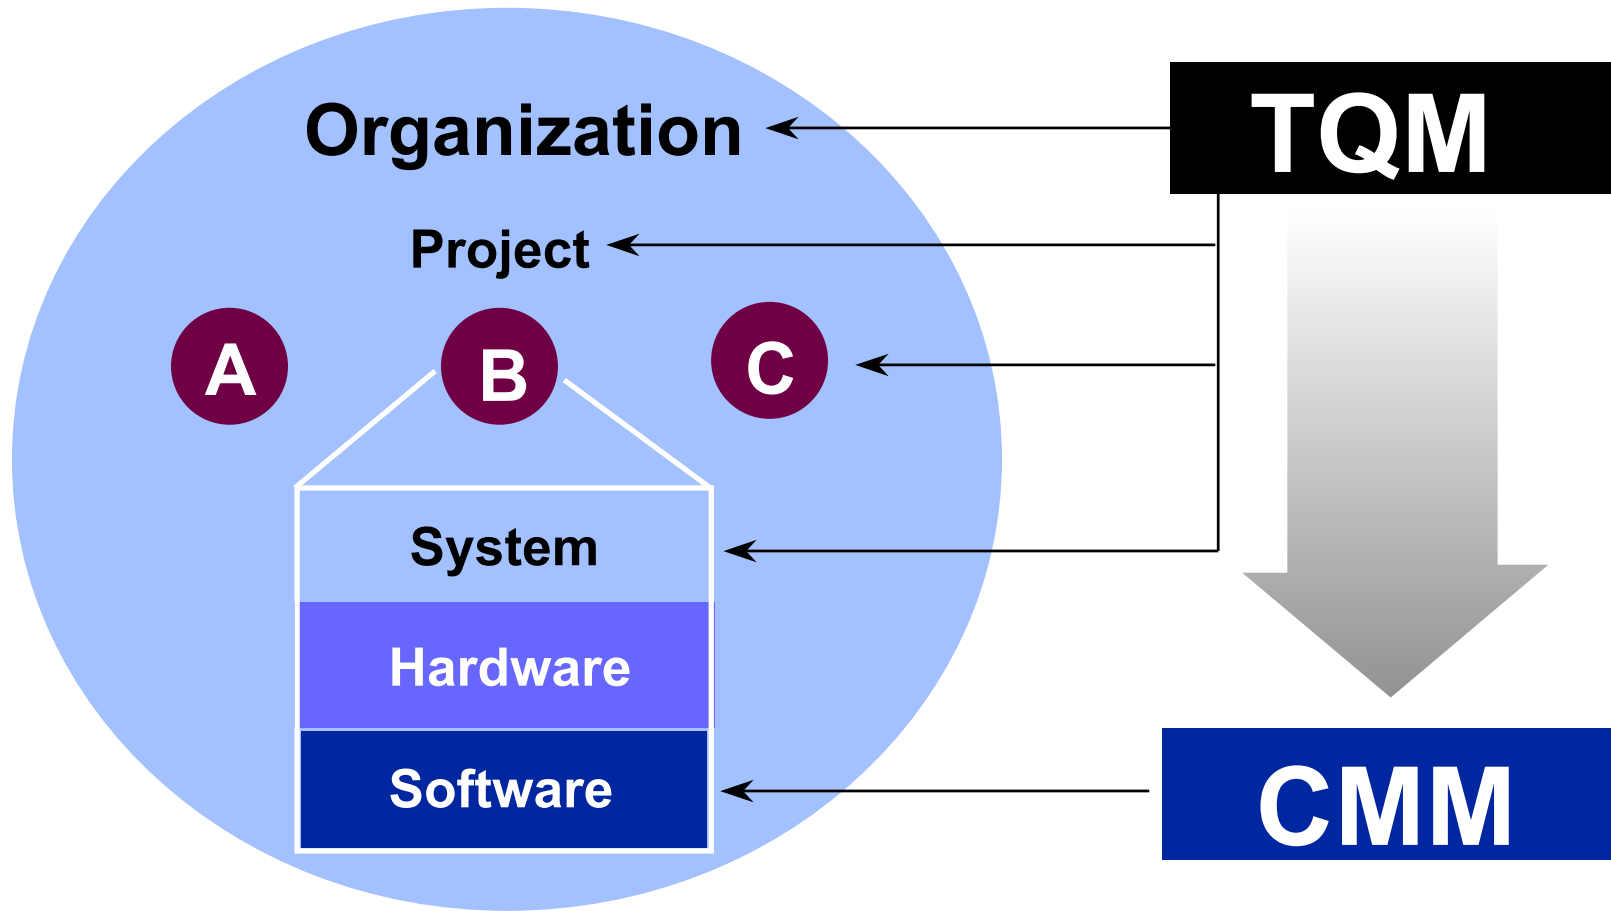 Organization
TQM
Project
A
B
C
System
Hardware
Software
CMM